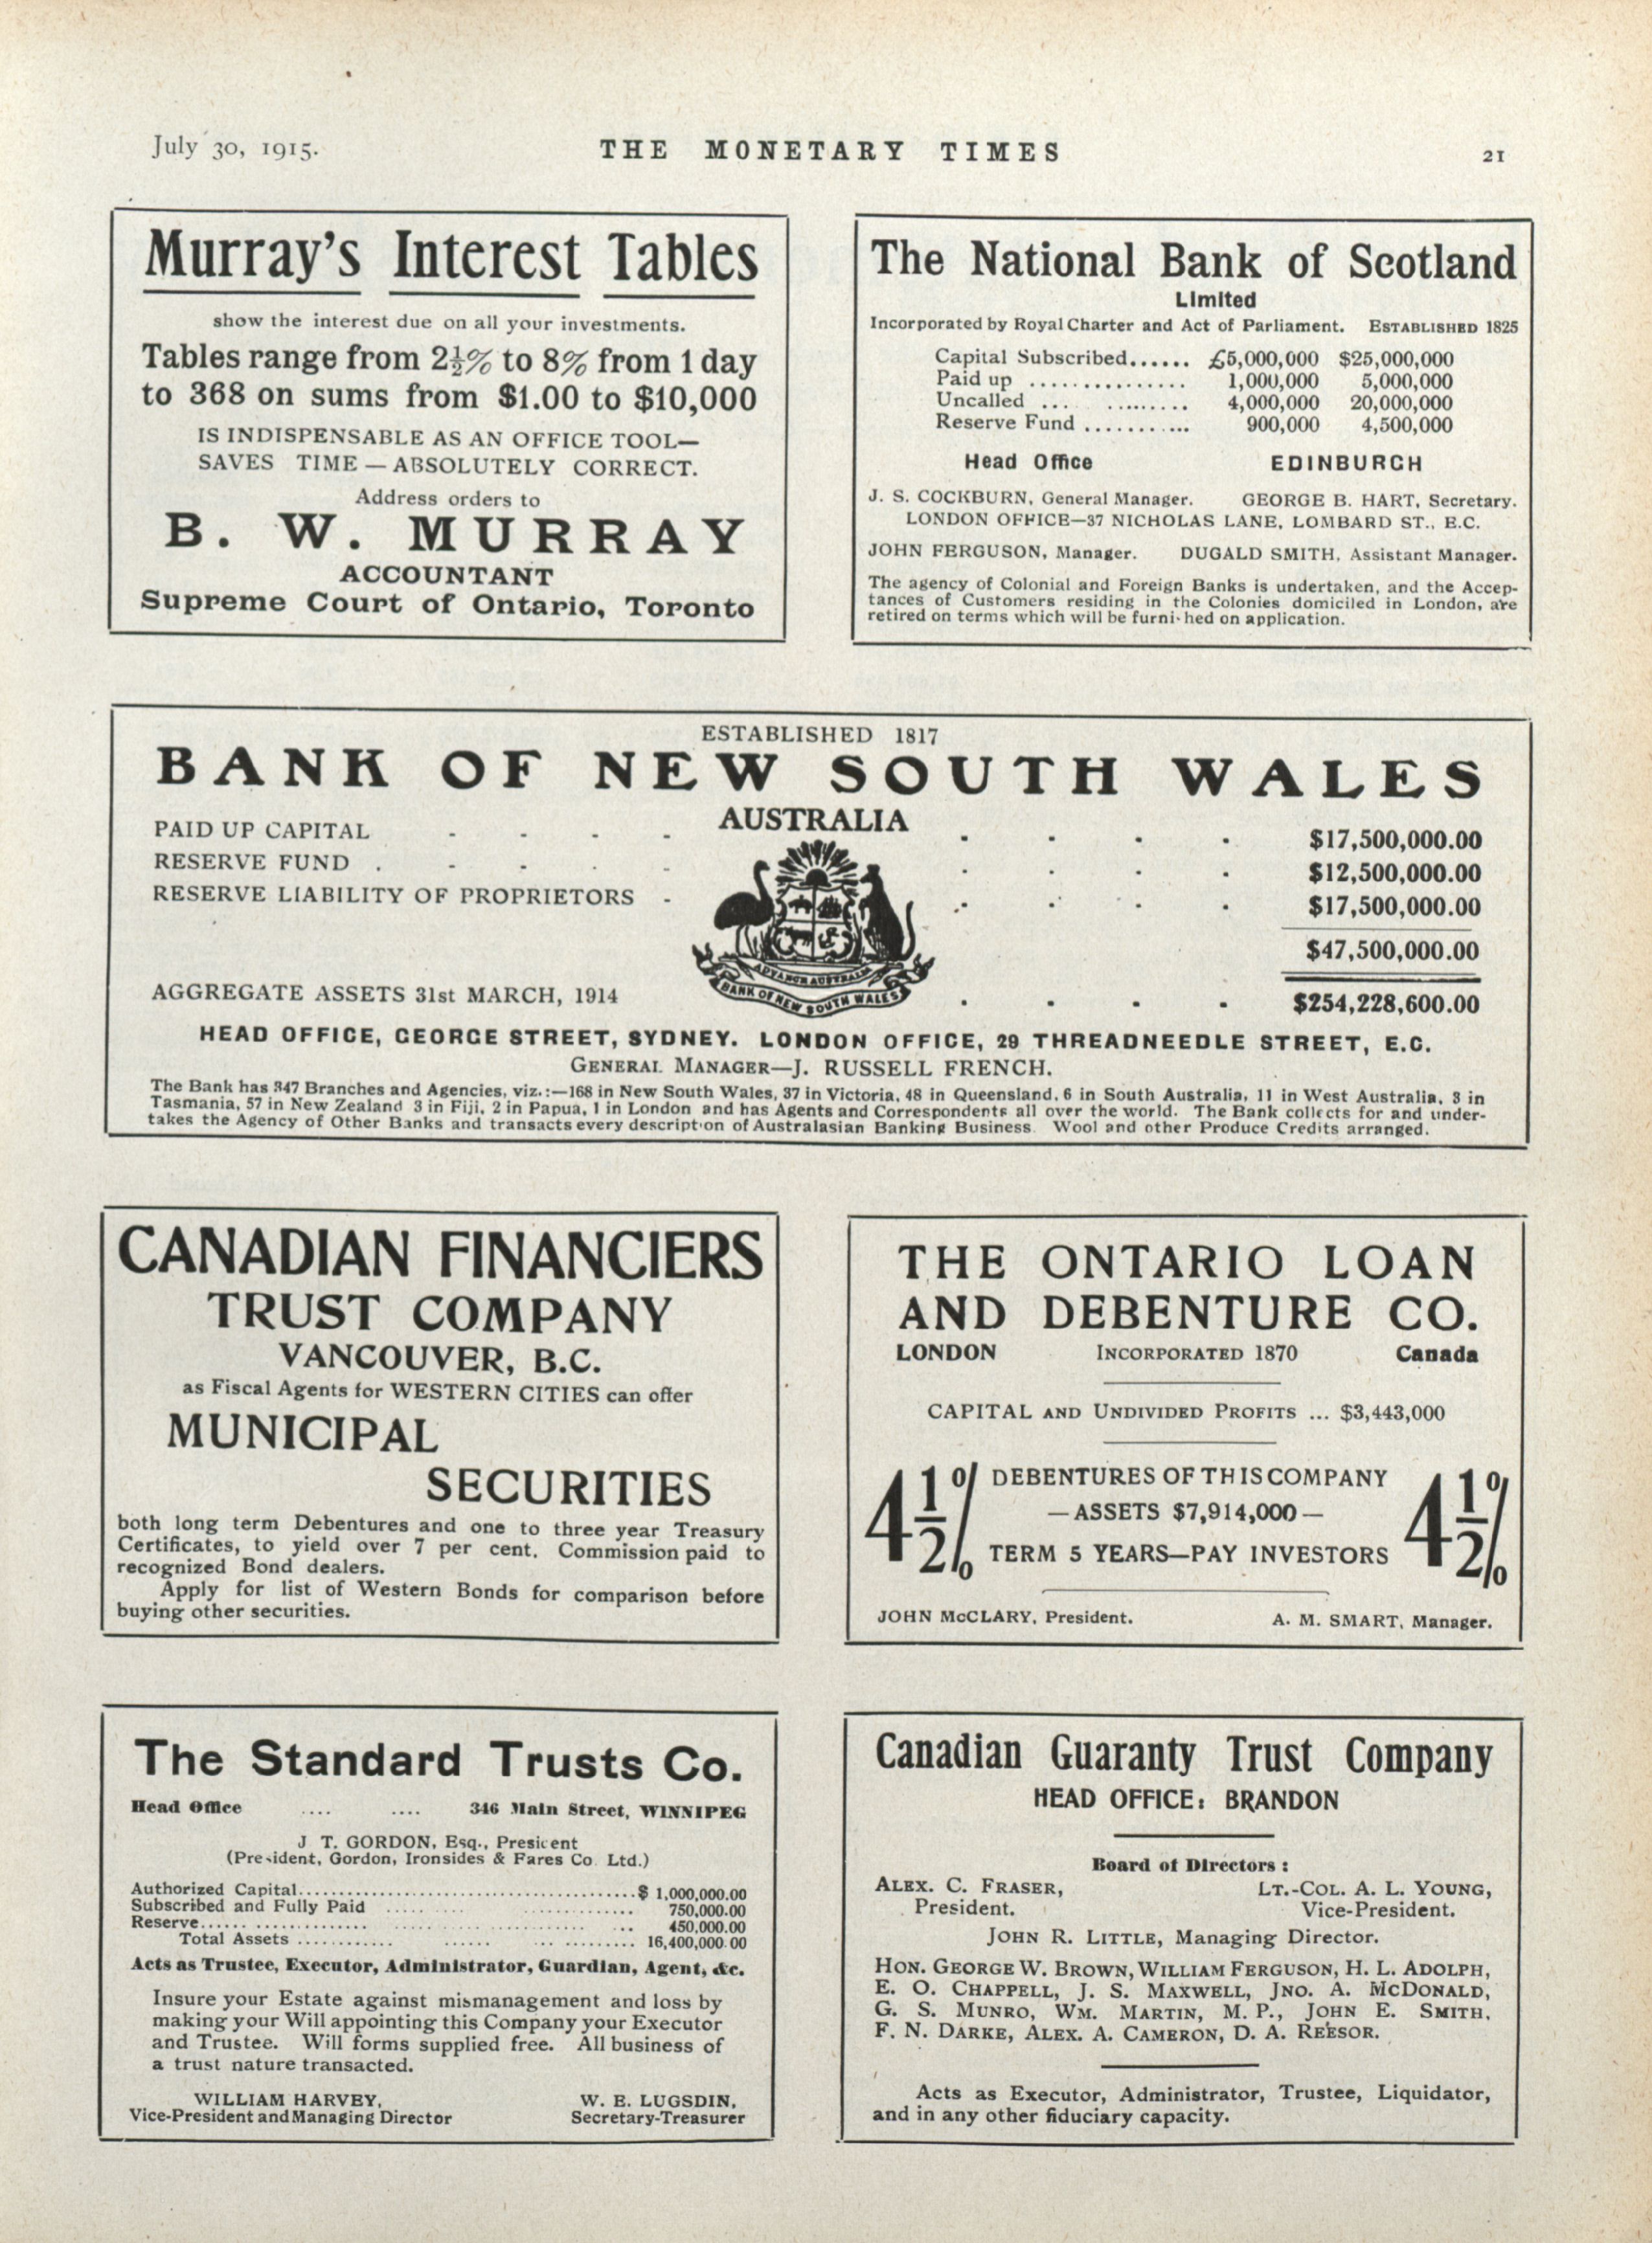 July 30, 1915.
THE MONETARY TIMES
21
Murray's Interest Tables
show the interest due on all your investments.
Tables range from 2½% to 8% from 1 day
to 368 on sums from $1.00 to $10,000
IS INDISPENSABLE AS AN OFFICE TOOL—
SAVES TIME — ABSOLUTELY CORRECT.
Address orders to
B. W. MURRAY
ACCOUNTANT
Supreme Court of Ontario, Toronto
The National Bank of Scotland
Limited
Incorporated by Royal Charter and Act of Parliament. ESTABLISHED 1825
Capital Subscribed...... £5,000,000 $25,000,000
Paid up ............... 1,000,000 5,000,000
Uncalled ... ......... 4,000,000 20,000,000
Reserve Fund ........... 900,000 4,500,000
Head Office EDINBURGH
J. S. COCKBURN, General Manager. GEORGE B. HART, Secretary.
LONDON OFFICE—37 NICHOLAS LANE, LOMBARD ST., E.C.
JOHN FERGUSON, Manager. DUGALD SMITH, Assistant Manager.
The agency of Colonial and Foreign Banks is undertaken, and the Accep-
tances of Customers residing in the Colonies domiciled in London, are
retired on terms which will be furnished on application.
ESTABLISHED 1817
BANK OF NEW SOUTH WALES
AUSTRALIA
PAID UP CAPITAL - - - - . . . . $17,500,000.00
RESERVE FUND . - - - - . . . . $12,500,000.00
RESERVE LIABILITY OF PROPRIETORS - . . . . $17,500,000.00
$47,500,000.00
ADVANCE AUSTRALIA
BANK OF NEW SOUTH WALES
AGGREGATE ASSETS 31st MARCH, 1914 . . . . $254,228,600.00
HEAD OFFICE, GEORGE STREET, SYDNEY. LONDON OFFICE, 29 THREADNEEDLE STREET, E.C.
GENERAL MANAGER—J. RUSSELL FRENCH.
The Bank has 347 Branches and Agencies, viz.:—168 in New South Wales, 37 in Victoria, 48 in Queensland, 6 in South Australia, 11 in West Australia, 3 in
Tasmania, 57 in New Zealand 3 in Fiji, 2 in Papua, 1 in London and has Agents and Correspondents all over the world. The Bank collects for and under-
takes the Agency of Other Banks and transacts every description of Australasian Banking Business. Wool and other Produce Credits arranged.
CANADIAN FINANCIERS
TRUST COMPANY
VANCOUVER, B.C.
as Fiscal Agents for WESTERN CITIES can offer
MUNICIPAL
SECURITIES
both long term Debentures and one to three year Treasury
Certificates, to yield over 7 per cent. Commission paid to
recognized Bond dealers.
Apply for list of Western Bonds for comparison before
buying other securities.
THE ONTARIO LOAN
AND DEBENTURE CO.
LONDON INCORPORATED 1870 Canada
CAPITAL AND UNDIVIDED PROFITS ... $3,443,000
4½% DEBENTURES OF THIS COMPANY 4½%
— ASSETS $7,914,000 —
TERM 5 YEARS—PAY INVESTORS
JOHN McCLARY, President. A. M. SMART, Manager.
The Standard Trusts Co.
Head Office .... .... 346 Main Street, WINNIPEG
J. T. GORDON, Esq., President
(President, Gordon, Ironsides & Fares Co. Ltd.)
Authorized Capital........................................$ 1,000,000.00
Subscribed and Fully Paid ..... .... .............. 750,000.00
Reserve...... .............. .................... ... 450,000.00
Total Assets ............ ...... ... ......... 16,400,000.00
Acts as Trustee, Executor, Administrator, Guardian, Agent, &c.
Insure your Estate against mismanagement and loss by
making your Will appointing this Company your Executor
and Trustee. Will forms supplied free. All business of
a trust nature transacted.
WILLIAM HARVEY, W. E. LUGSDIN,
Vice-President and Managing Director Secretary-Treasurer
Canadian Guaranty Trust Company
HEAD OFFICE: BRANDON
Board of Directors :
ALEX. C. FRASER, LT.-COL. A. L. YOUNG,
President. Vice-President.
JOHN R. LITTLE, Managing Director.
HON. GEORGE W. BROWN, WILLIAM FERGUSON, H. L. ADOLPH,
E. O. CHAPPELL, J. S. MAXWELL, JNO. A. MCDONALD,
G. S. MUNRO, WM. MARTIN, M. P., JOHN E. SMITH,
F. N. DARKE, ALEX. A. CAMERON, D. A. REESOR.
Acts as Executor, Administrator, Trustee, Liquidator,
and in any other fiduciary capacity.